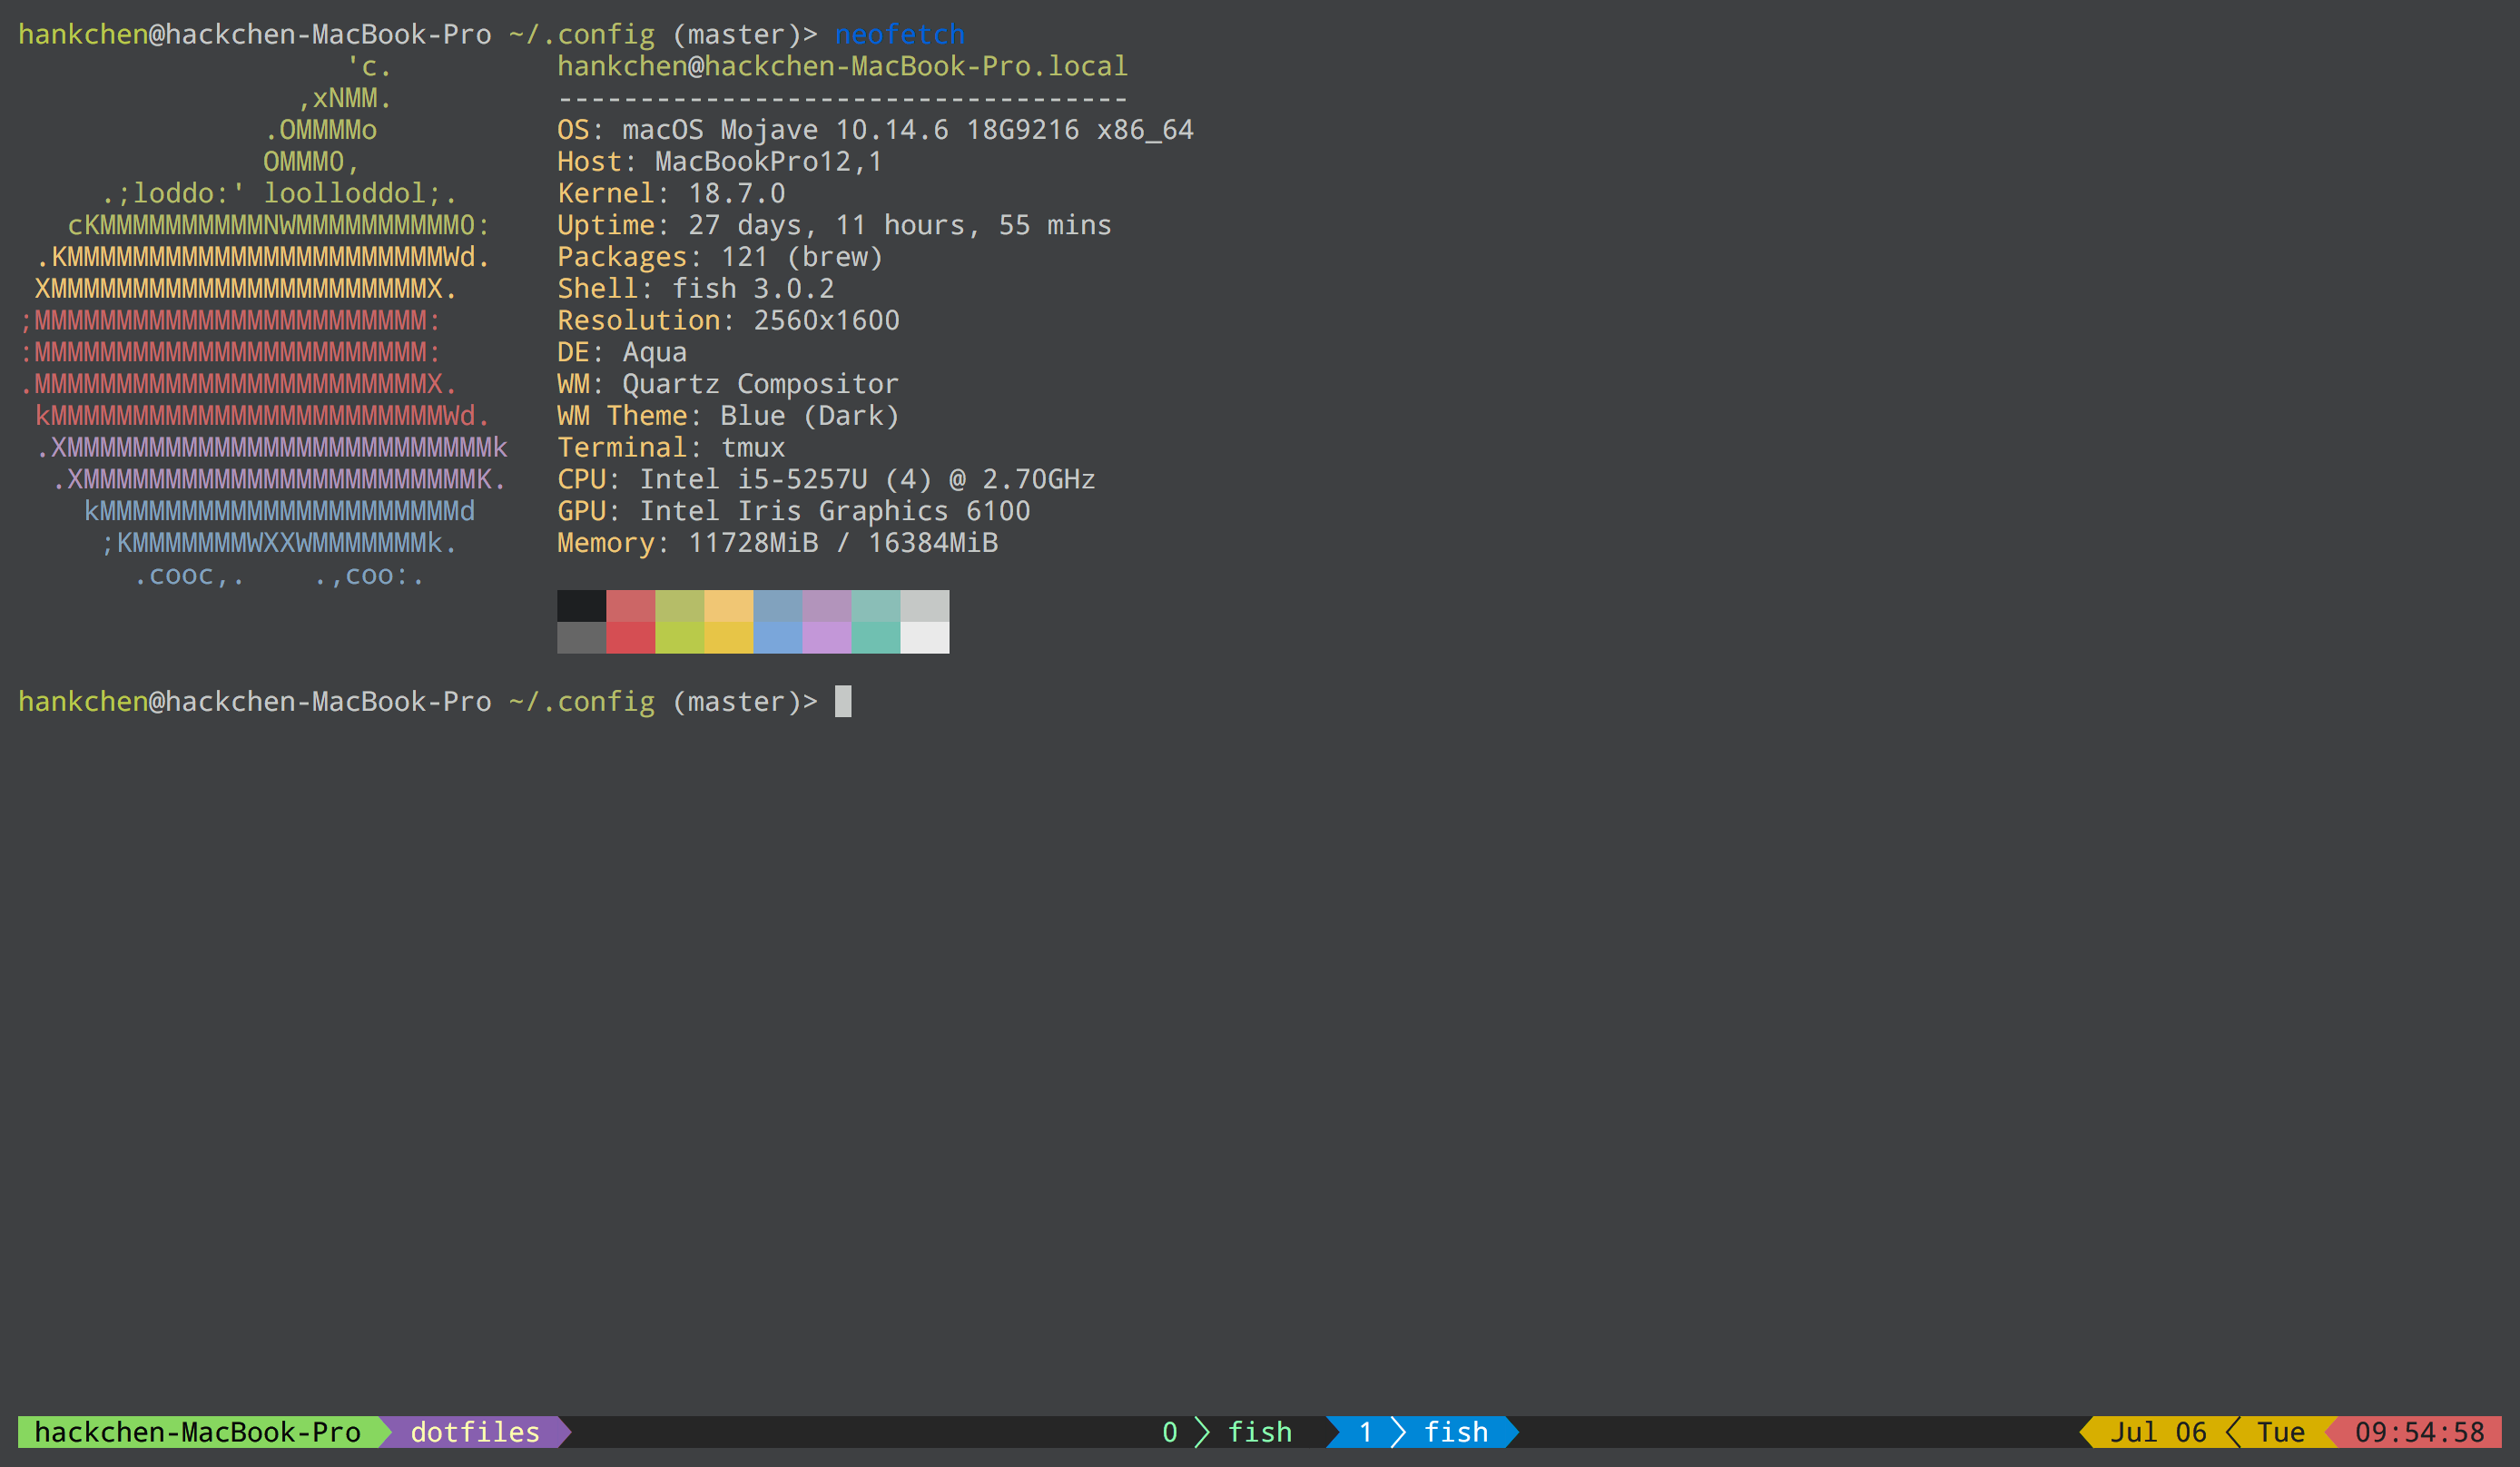 hankchen@hackchen-MacBook-Pro ~/.config (master)> neofetch
                    'c.          hankchen@hackchen-MacBook-Pro.local
                 ,xNMM.          -----------------------------------
               .OMMMMo           OS: macOS Mojave 10.14.6 18G9216 x86_64
               OMMM0,            Host: MacBookPro12,1
     .;loddo:' loolloddol;.      Kernel: 18.7.0
   cKMMMMMMMMMMNWMMMMMMMMMM0:    Uptime: 27 days, 11 hours, 55 mins
 .KMMMMMMMMMMMMMMMMMMMMMMMWd.    Packages: 121 (brew)
 XMMMMMMMMMMMMMMMMMMMMMMMX.      Shell: fish 3.0.2
;MMMMMMMMMMMMMMMMMMMMMMMM:       Resolution: 2560x1600
:MMMMMMMMMMMMMMMMMMMMMMMM:       DE: Aqua
.MMMMMMMMMMMMMMMMMMMMMMMMX.      WM: Quartz Compositor
 kMMMMMMMMMMMMMMMMMMMMMMMMWd.    WM Theme: Blue (Dark)
 .XMMMMMMMMMMMMMMMMMMMMMMMMMMk   Terminal: tmux
  .XMMMMMMMMMMMMMMMMMMMMMMMMK.   CPU: Intel i5-5257U (4) @ 2.70GHz
    kMMMMMMMMMMMMMMMMMMMMMMd     GPU: Intel Iris Graphics 6100
     ;KMMMMMMMWXXWMMMMMMMk.      Memory: 11728MiB / 16384MiB
       .cooc,.    .,coo:.
hankchen@hackchen-MacBook-Pro ~/.config (master)>
hackchen-MacBook-Pro dotfiles 0 fish 1 fish Jul 06 Tue 09:54:58